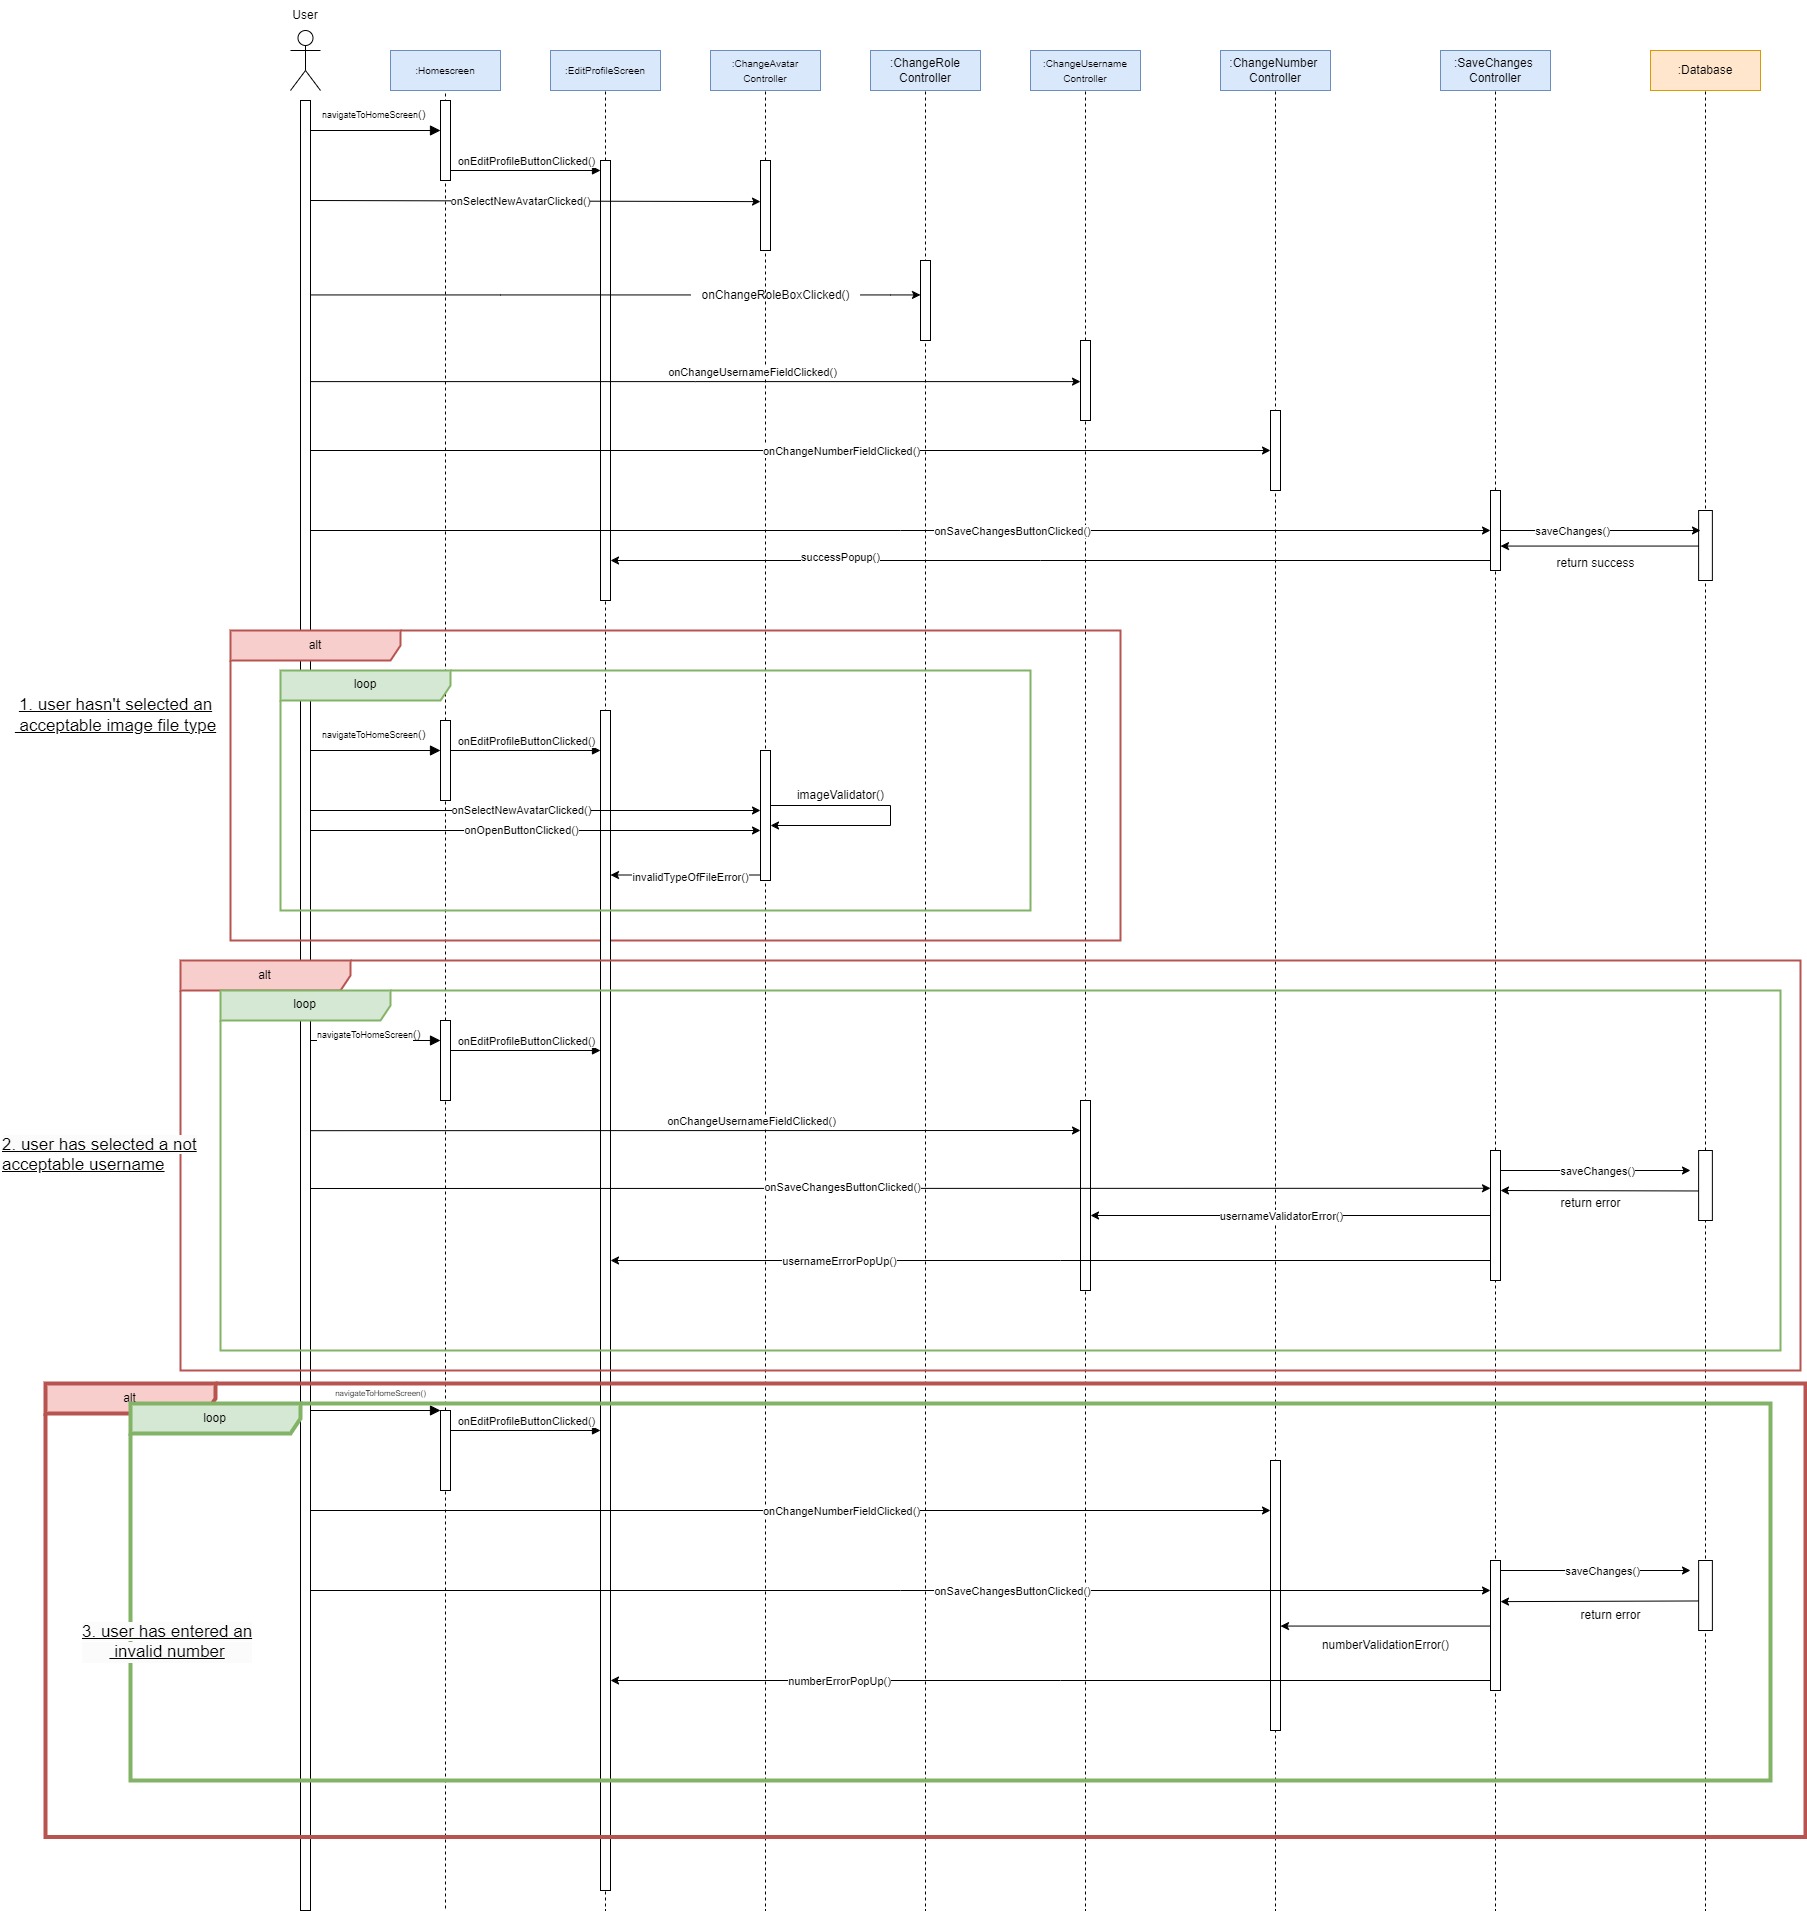 User
:Homescreen
:EditProfileScreen
:ChangeAvatar
Controller
:ChangeRole
Controller
:ChangeUsername
Controller
:ChangeNumber
Controller
:SaveChanges
Controller
:Database
navigateToHomeScreen()
onEditProfileButtonClicked()
onSelectNewAvatarClicked()
onChangeRoleBoxClicked()
onChangeUsernameFieldClicked()
onChangeNumberFieldClicked()
onSaveChangesButtonClicked()
saveChanges()
successPopup()
return success
alt
loop
1. user hasn't selected an
acceptable image file type
navigateToHomeScreen()
onEditProfileButtonClicked()
imageValidator()
onSelectNewAvatarClicked()
onOpenButtonClicked()
invalidTypeOfFileError()
alt
loop
navigateToHomeScreen()
onEditProfileButtonClicked()
onChangeUsernameFieldClicked()
2. user has selected a not
acceptable username
saveChanges()
onSaveChangesButtonClicked()
return error
usernameValidatorError()
usernameErrorPopUp()
alt
navigateToHomeScreen()
loop
onEditProfileButtonClicked()
onChangeNumberFieldClicked()
saveChanges()
onSaveChangesButtonClicked()
return error
3. user has entered an
invalid number
numberValidationError()
numberErrorPopUp()